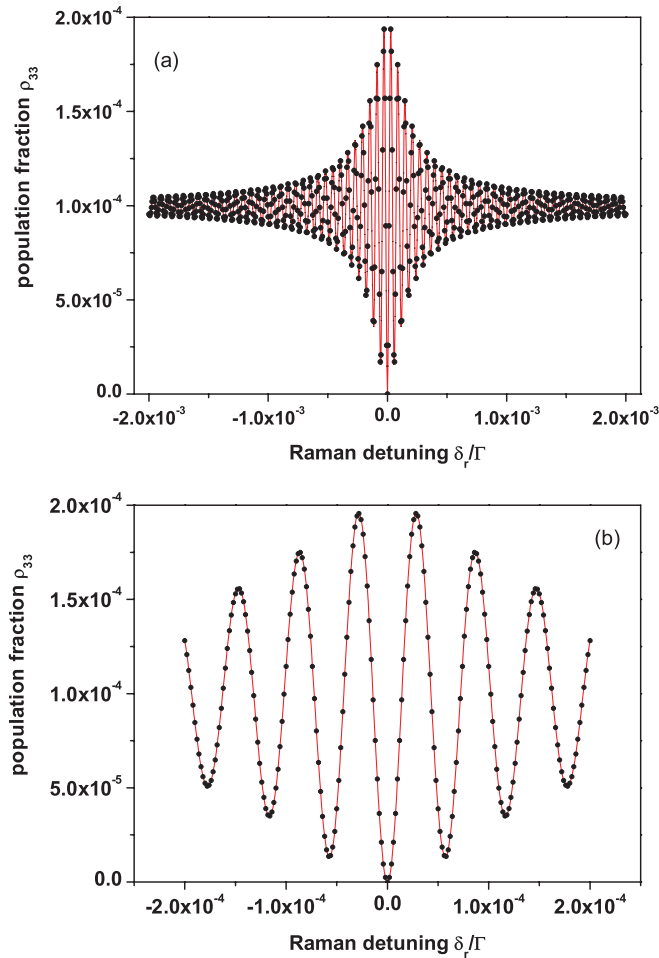 (a)
population fraction ρ₃₃
2.0x10⁻⁴
1.5x10⁻⁴
1.0x10⁻⁴
5.0x10⁻⁵
0.0
-2.0x10⁻³ -1.0x10⁻³ 0.0 1.0x10⁻³ 2.0x10⁻³
Raman detuning δᵣ/Γ
(b)
population fraction ρ₃₃
2.0x10⁻⁴
1.5x10⁻⁴
1.0x10⁻⁴
5.0x10⁻⁵
0.0
-2.0x10⁻⁴ -1.0x10⁻⁴ 0.0 1.0x10⁻⁴ 2.0x10⁻⁴
Raman detuning δᵣ/Γ